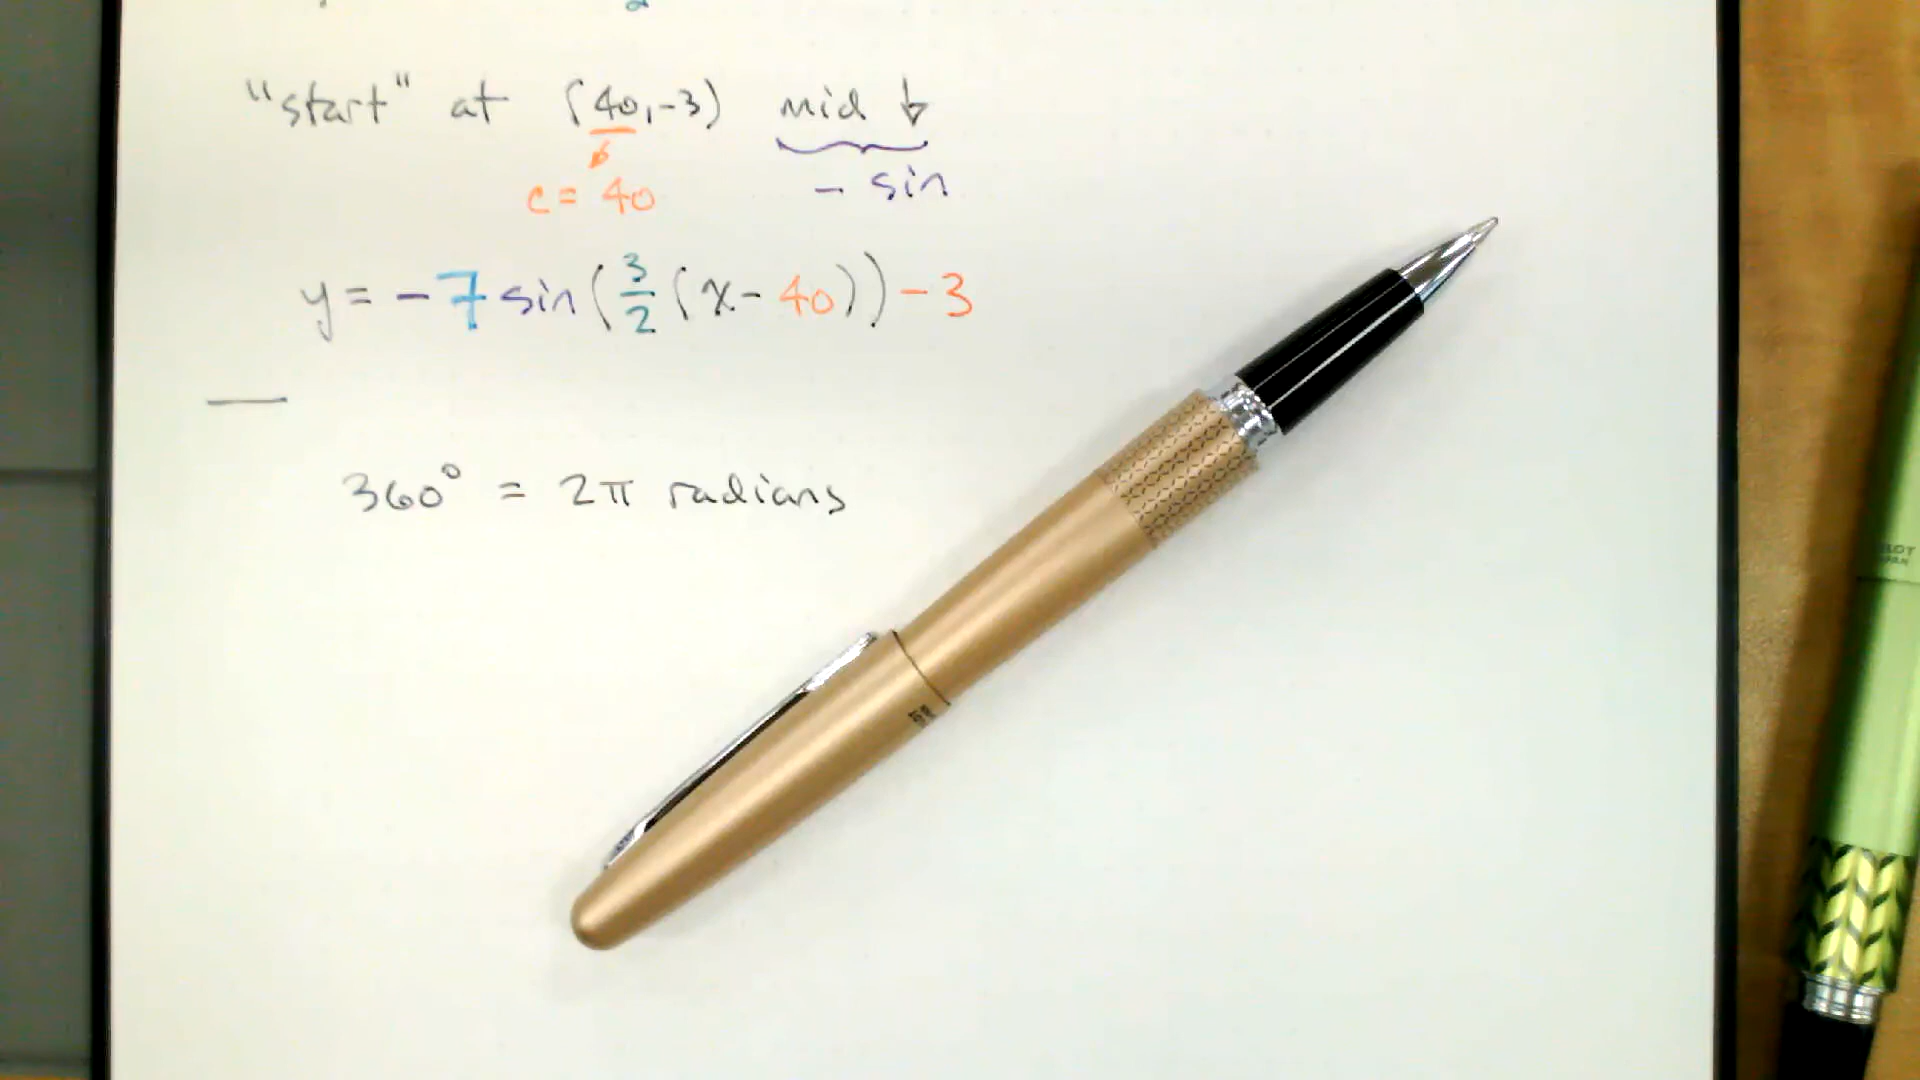 "start" at (40,-3) mid ↓
c = 40 - sin
y = -7 sin(3/2 (x - 40)) - 3
360° = 2π radians